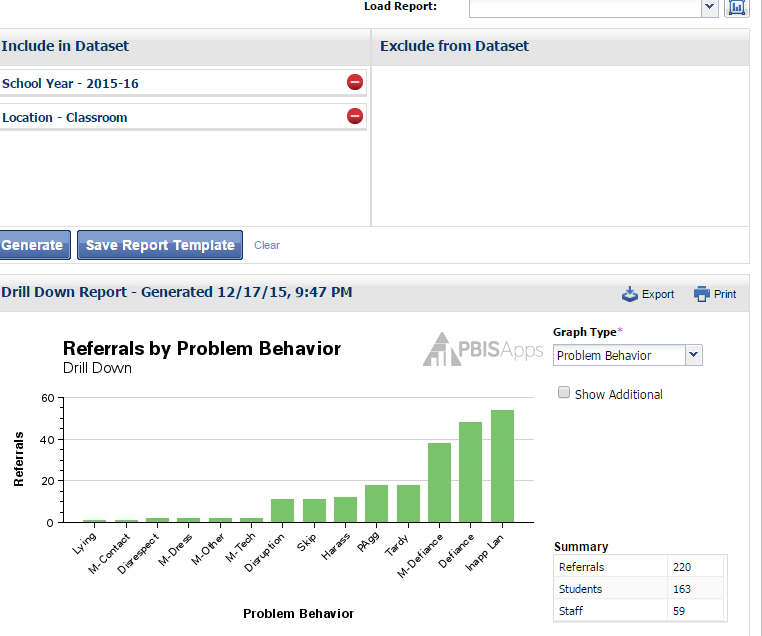 Load Report:
Include in Dataset
Exclude from Dataset
School Year - 2015-16
Location - Classroom
Generate
Save Report Template
Clear
Drill Down Report - Generated 12/17/15, 9:47 PM
Export
Print
Referrals by Problem Behavior
Drill Down
PBISApps
Graph Type*
Problem Behavior
Show Additional
60
40
20
0
Referrals
Lying
M-Contact
Disrespect
M-Dress
M-Other
M-Tech
Disruption
Skip
Harass
pAgg
Tardy
M-Defiance
Defiance
Inapp Lan
Problem Behavior
Summary
Referrals 220
Students 163
Staff 59